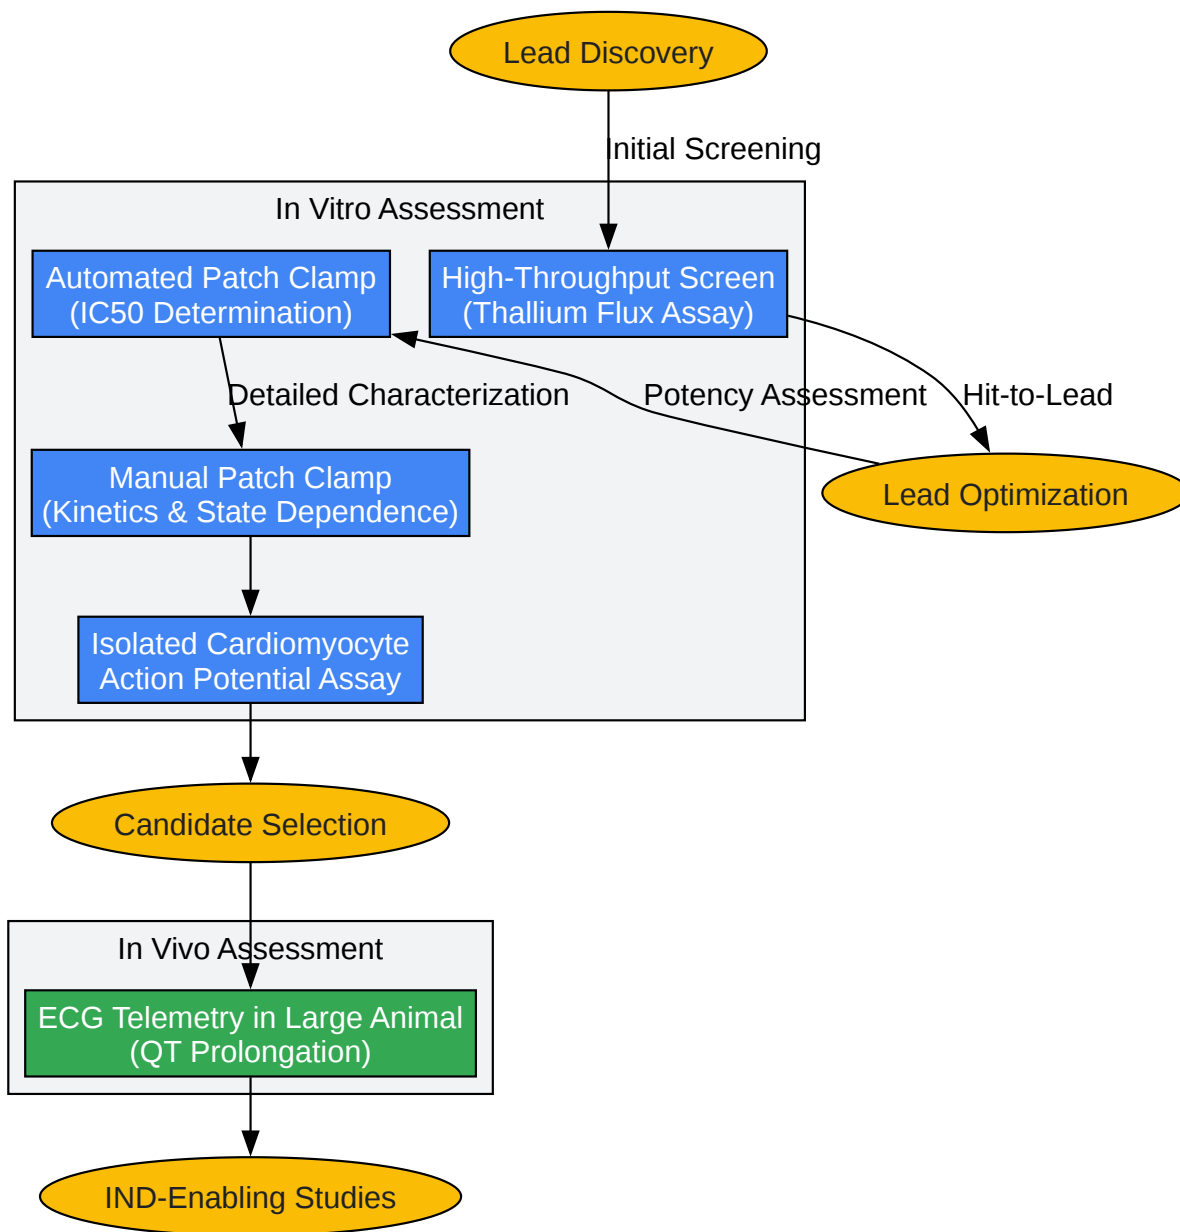 Lead Discovery
Initial Screening
In Vitro Assessment
Automated Patch Clamp
(IC50 Determination)
High-Throughput Screen
(Thallium Flux Assay)
Detailed Characterization
Potency Assessment
Hit-to-Lead
Manual Patch Clamp
(Kinetics & State Dependence)
Lead Optimization
Isolated Cardiomyocyte
Action Potential Assay
Candidate Selection
In Vivo Assessment
ECG Telemetry in Large Animal
(QT Prolongation)
IND-Enabling Studies